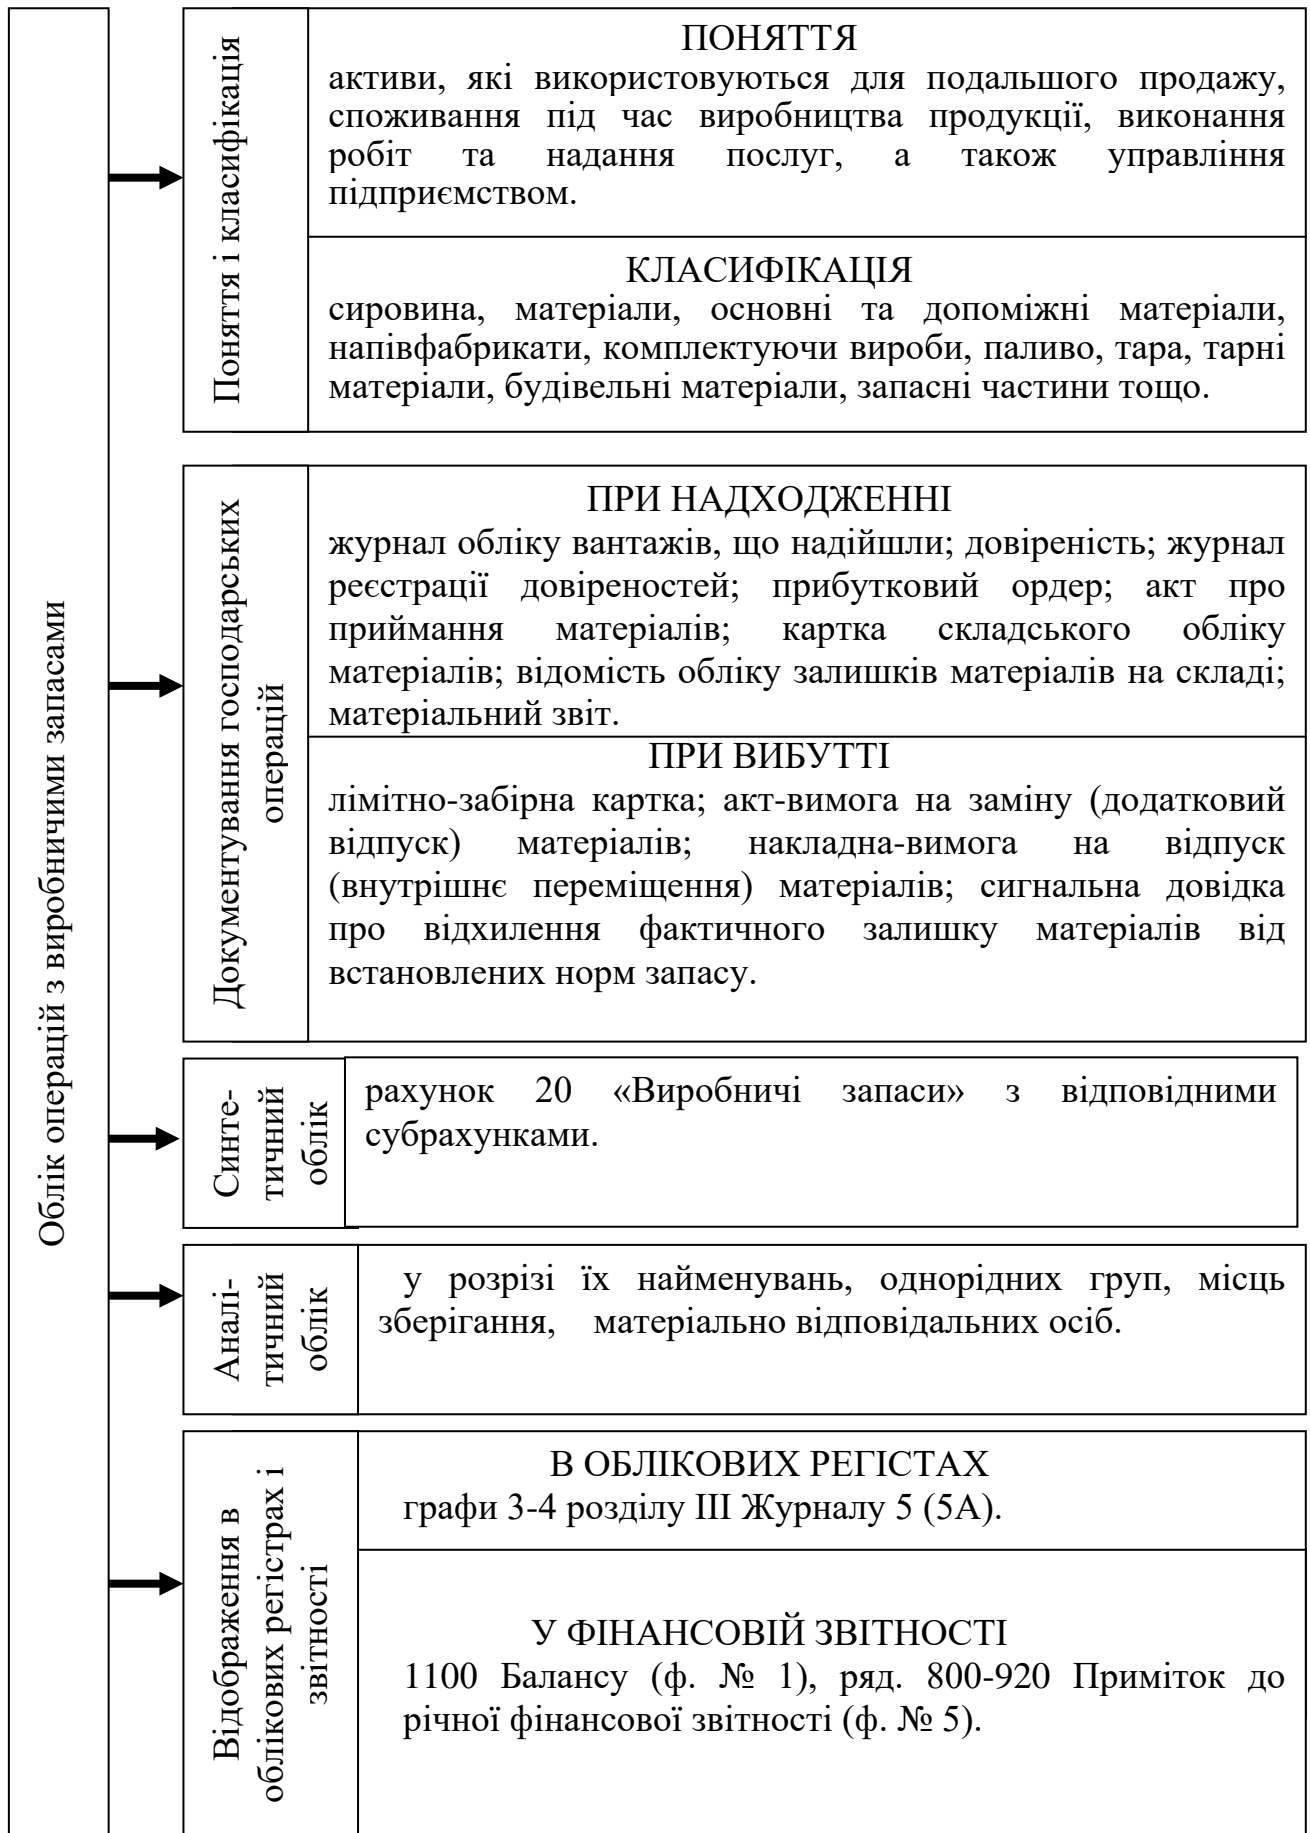 Облік операцій з виробничими запасами
Поняття і класифікація
ПОНЯТТЯ
активи, які використовуються для подальшого продажу,
споживання під час виробництва продукції, виконання
робіт та надання послуг, а також управління
підприємством.
КЛАСИФІКАЦІЯ
сировина, матеріали, основні та допоміжні матеріали,
напівфабрикати, комплектуючи вироби, паливо, тара, тарні
матеріали, будівельні матеріали, запасні частини тощо.
Документування господарських
операцій
ПРИ НАДХОДЖЕННІ
журнал обліку вантажів, що надійшли; довіреність; журнал
реєстрації довіреностей; прибутковий ордер; акт про
приймання матеріалів; картка складського обліку
матеріалів; відомість обліку залишків матеріалів на складі;
матеріальний звіт.
ПРИ ВИБУТТІ
лімітно-забірна картка; акт-вимога на заміну (додатковий
відпуск) матеріалів; накладна-вимога на відпуск
(внутрішнє переміщення) матеріалів; сигнальна довідка
про відхилення фактичного залишку матеріалів від
встановлених норм запасу.
Синте-
тичний
облік
рахунок 20 «Виробничі запаси» з відповідними
субрахунками.
Аналі-
тичний
облік
у розрізі їх найменувань, однорідних груп, місць
зберігання, матеріально відповідальних осіб.
Відображення в
облікових регістрах і
звітності
В ОБЛІКОВИХ РЕГІСТАХ
графи 3-4 розділу ІІІ Журналу 5 (5А).
У ФІНАНСОВІЙ ЗВІТНОСТІ
1100 Балансу (ф. № 1), ряд. 800-920 Приміток до
річної фінансової звітності (ф. № 5).